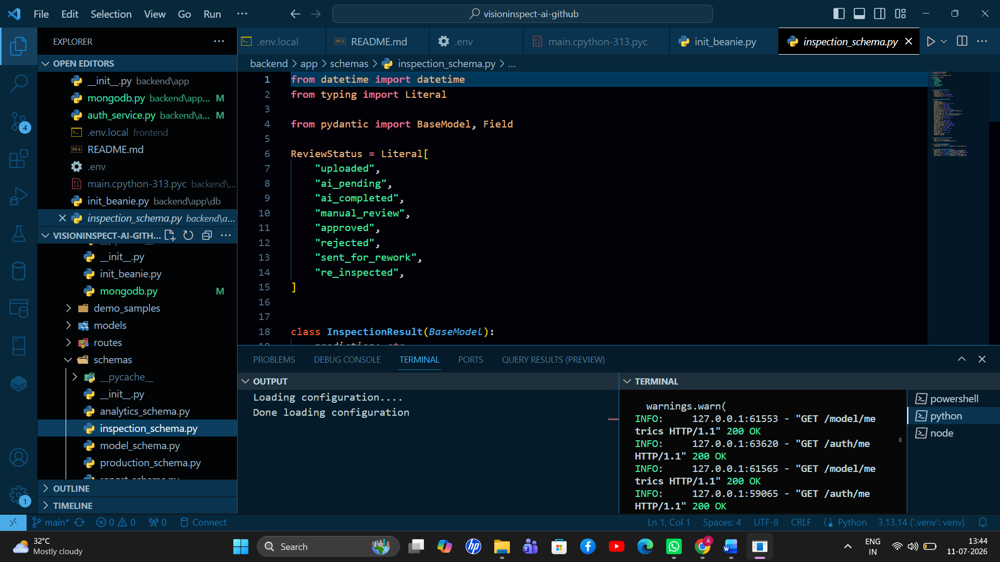 File Edit Selection View Go Run ···
visioninspect-ai-github
EXPLORER
OPEN EDITORS
__init__.py backend\app
mongodb.py backend\app... M
auth_service.py backend\a... M
.env.local frontend
README.md
.env
main.cpython-313.pyc backend\...
init_beanie.py backend\app\db
inspection_schema.py backend\a...
VISIONINSPECT-AI-GITH...
__init__.py
init_beanie.py
mongodb.py M
demo_samples
models
routes
schemas
__pycache__
__init__.py
analytics_schema.py
inspection_schema.py
model_schema.py
production_schema.py
OUTLINE
TIMELINE
4
1
.env.local README.md .env main.cpython-313.pyc init_beanie.py inspection_schema.py
backend > app > schemas > inspection_schema.py > ...
1 from datetime import datetime
2 from typing import Literal
3
4 from pydantic import BaseModel, Field
5
6 ReviewStatus = Literal[
7 "uploaded",
8 "ai_pending",
9 "ai_completed",
10 "manual_review",
11 "approved",
12 "rejected",
13 "sent_for_rework",
14 "re_inspected",
15 ]
16
17
18 class InspectionResult(BaseModel):
PROBLEMS DEBUG CONSOLE TERMINAL PORTS QUERY RESULTS (PREVIEW)
OUTPUT
Loading configuration....
Done loading configuration
TERMINAL
warnings.warn(
INFO: 127.0.0.1:61553 - "GET /model/me
trics HTTP/1.1" 200 OK
INFO: 127.0.0.1:63620 - "GET /auth/me
HTTP/1.1" 200 OK
INFO: 127.0.0.1:61565 - "GET /model/me
trics HTTP/1.1" 200 OK
INFO: 127.0.0.1:59065 - "GET /auth/me
HTTP/1.1" 200 OK
powershell
python
node
main* 0 0 0 Connect
Ln 1, Col 1 Spaces: 4 UTF-8 CRLF Python 3.13.14 ('.venv': venv)
32°C
Mostly cloudy
Search
ENG
IN
13:44
11-07-2026